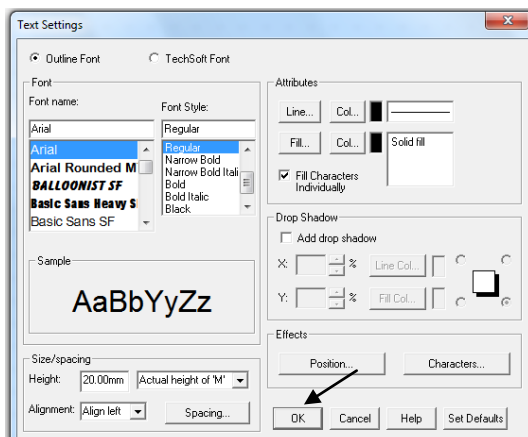 Text Settings
Outline Font
TechSoft Font
Font
Font name:
Font Style:
Arial
Regular
Arial
Arial Rounded M
BALLOONIST SF
Basic Sans Heavy S
Basic Sans SF
Regular
Narrow Bold
Narrow Bold Itali
Bold
Bold Italic
Black
Sample
AaBbYyZz
Size/spacing
Height:
20.00mm
Actual height of 'M'
Alignment:
Align left
Spacing...
Attributes
Line...
Col...
Fill...
Col...
Solid fill
Fill Characters
Individually
Drop Shadow
Add drop shadow
X:
%
Line Col...
Y:
%
Fill Col...
Effects
Position...
Characters...
OK
Cancel
Help
Set Defaults